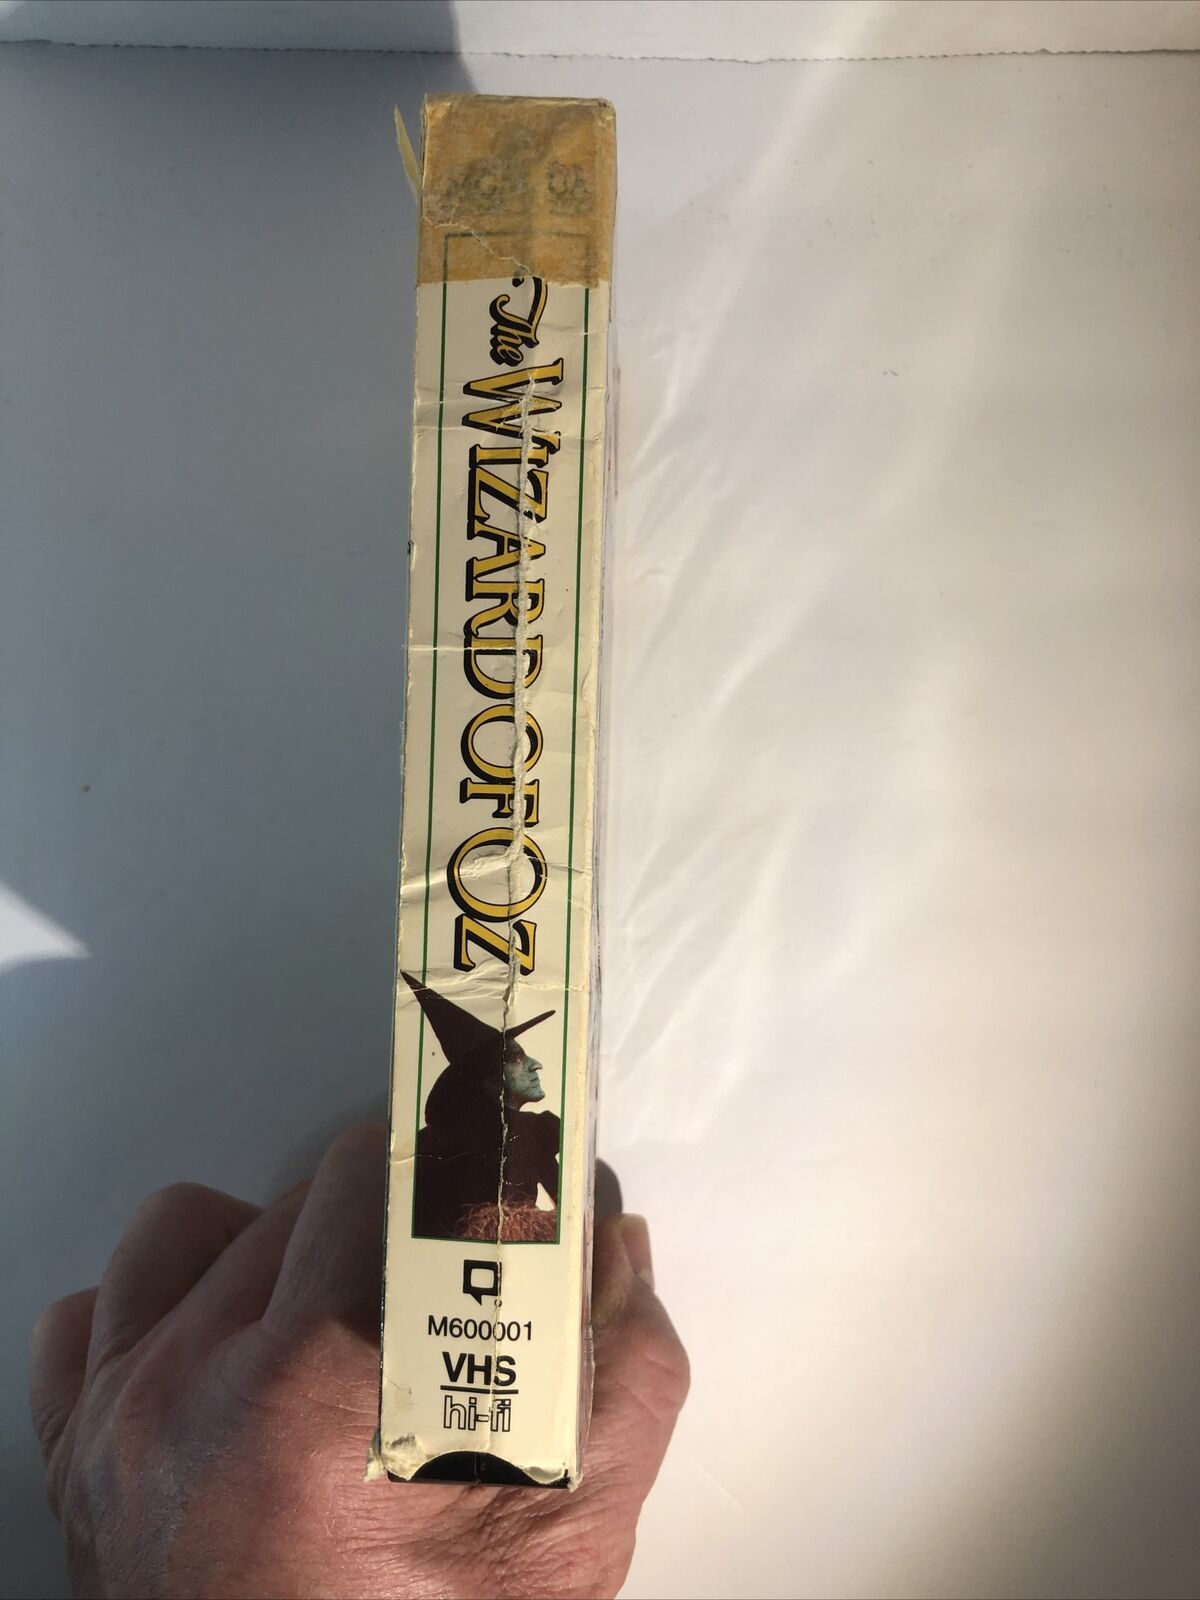 The WIZARD OF OZ
M600001
VHS
hi-fi